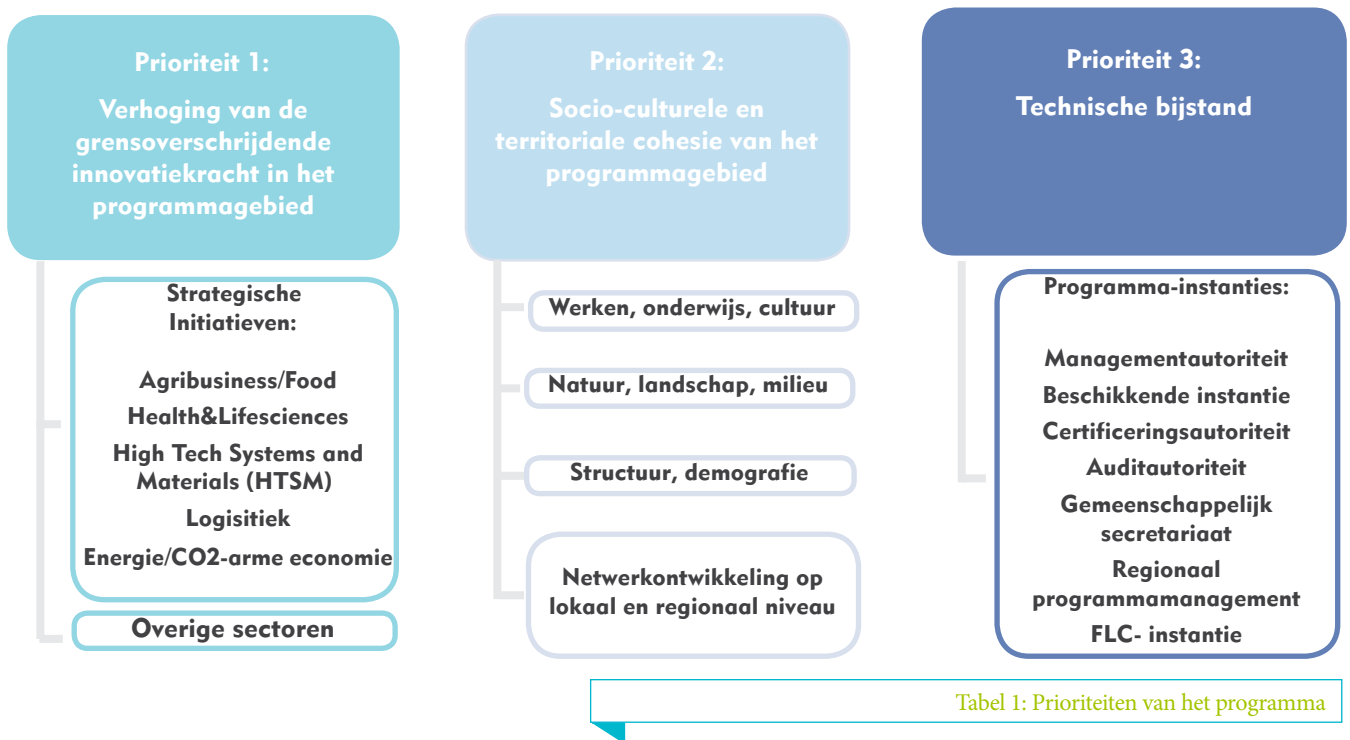 Prioriteit 1:
Verhoging van de
grensoverschrijdende
innovatiekracht in het
programmagebied
Strategische
Initiatieven:
Agribusiness/Food
Health&Lifesciences
High Tech Systems and
Materials (HTSM)
Logisitiek
Energie/CO2-arme economie
Overige sectoren
Prioriteit 2:
Socio-culturele en
territoriale cohesie van het
programmagebied
Werken, onderwijs, cultuur
Natuur, landschap, milieu
Structuur, demografie
Netwerkontwikkeling op
lokaal en regionaal niveau
Prioriteit 3:
Technische bijstand
Programma-instanties:
Managementautoriteit
Beschikkende instantie
Certificeringsautoriteit
Auditautoriteit
Gemeenschappelijk
secretariaat
Regionaal
programmamanagement
FLC- instantie
Tabel 1: Prioriteiten van het programma